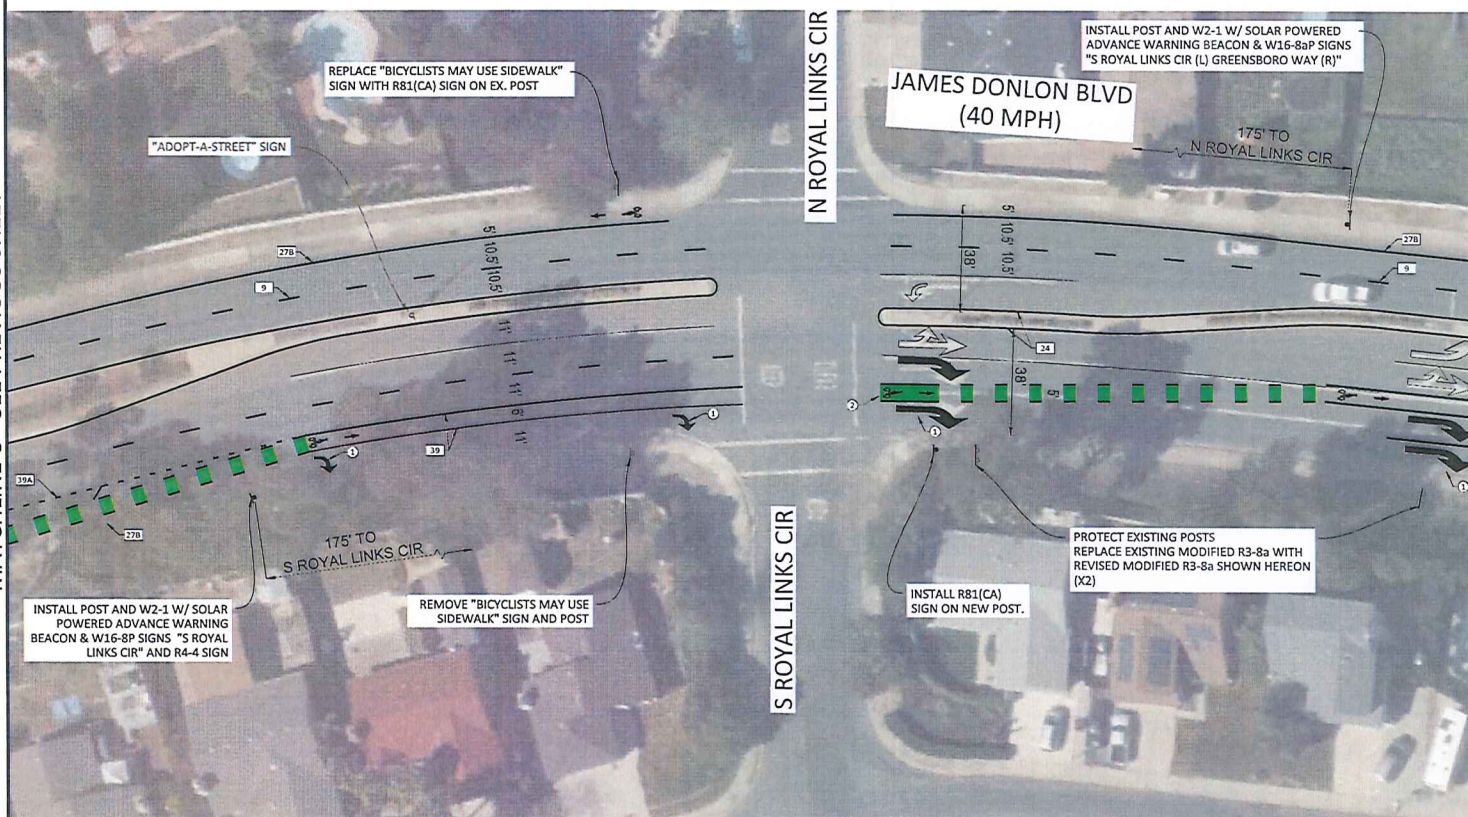 INSTALL POST AND W2-1 W/ SOLAR POWERED
ADVANCE WARNING BEACON & W16-8aP SIGNS
"S ROYAL LINKS CIR (L) GREENSBORO WAY (R)"
REPLACE "BICYCLISTS MAY USE SIDEWALK"
SIGN WITH R81(CA) SIGN ON EX. POST
N ROYAL LINKS CIR
JAMES DONLON BLVD
(40 MPH)
"ADOPT-A-STREET" SIGN
175' TO
N ROYAL LINKS CIR
27B
9
5'
10.5'
10.5'
5'
10.5'
10.5'
38'
27B
9
11'
11'
11'
6'
11'
24
38'
5'
2
1
1
39
1
39A
27B
1
175' TO
S ROYAL LINKS CIR
S ROYAL LINKS CIR
PROTECT EXISTING POSTS
REPLACE EXISTING MODIFIED R3-8a WITH
REVISED MODIFIED R3-8a SHOWN HEREON
(X2)
INSTALL R81(CA)
SIGN ON NEW POST.
REMOVE "BICYCLISTS MAY USE
SIDEWALK" SIGN AND POST
INSTALL POST AND W2-1 W/ SOLAR
POWERED ADVANCE WARNING
BEACON & W16-8P SIGNS "S ROYAL
LINKS CIR" AND R4-4 SIGN